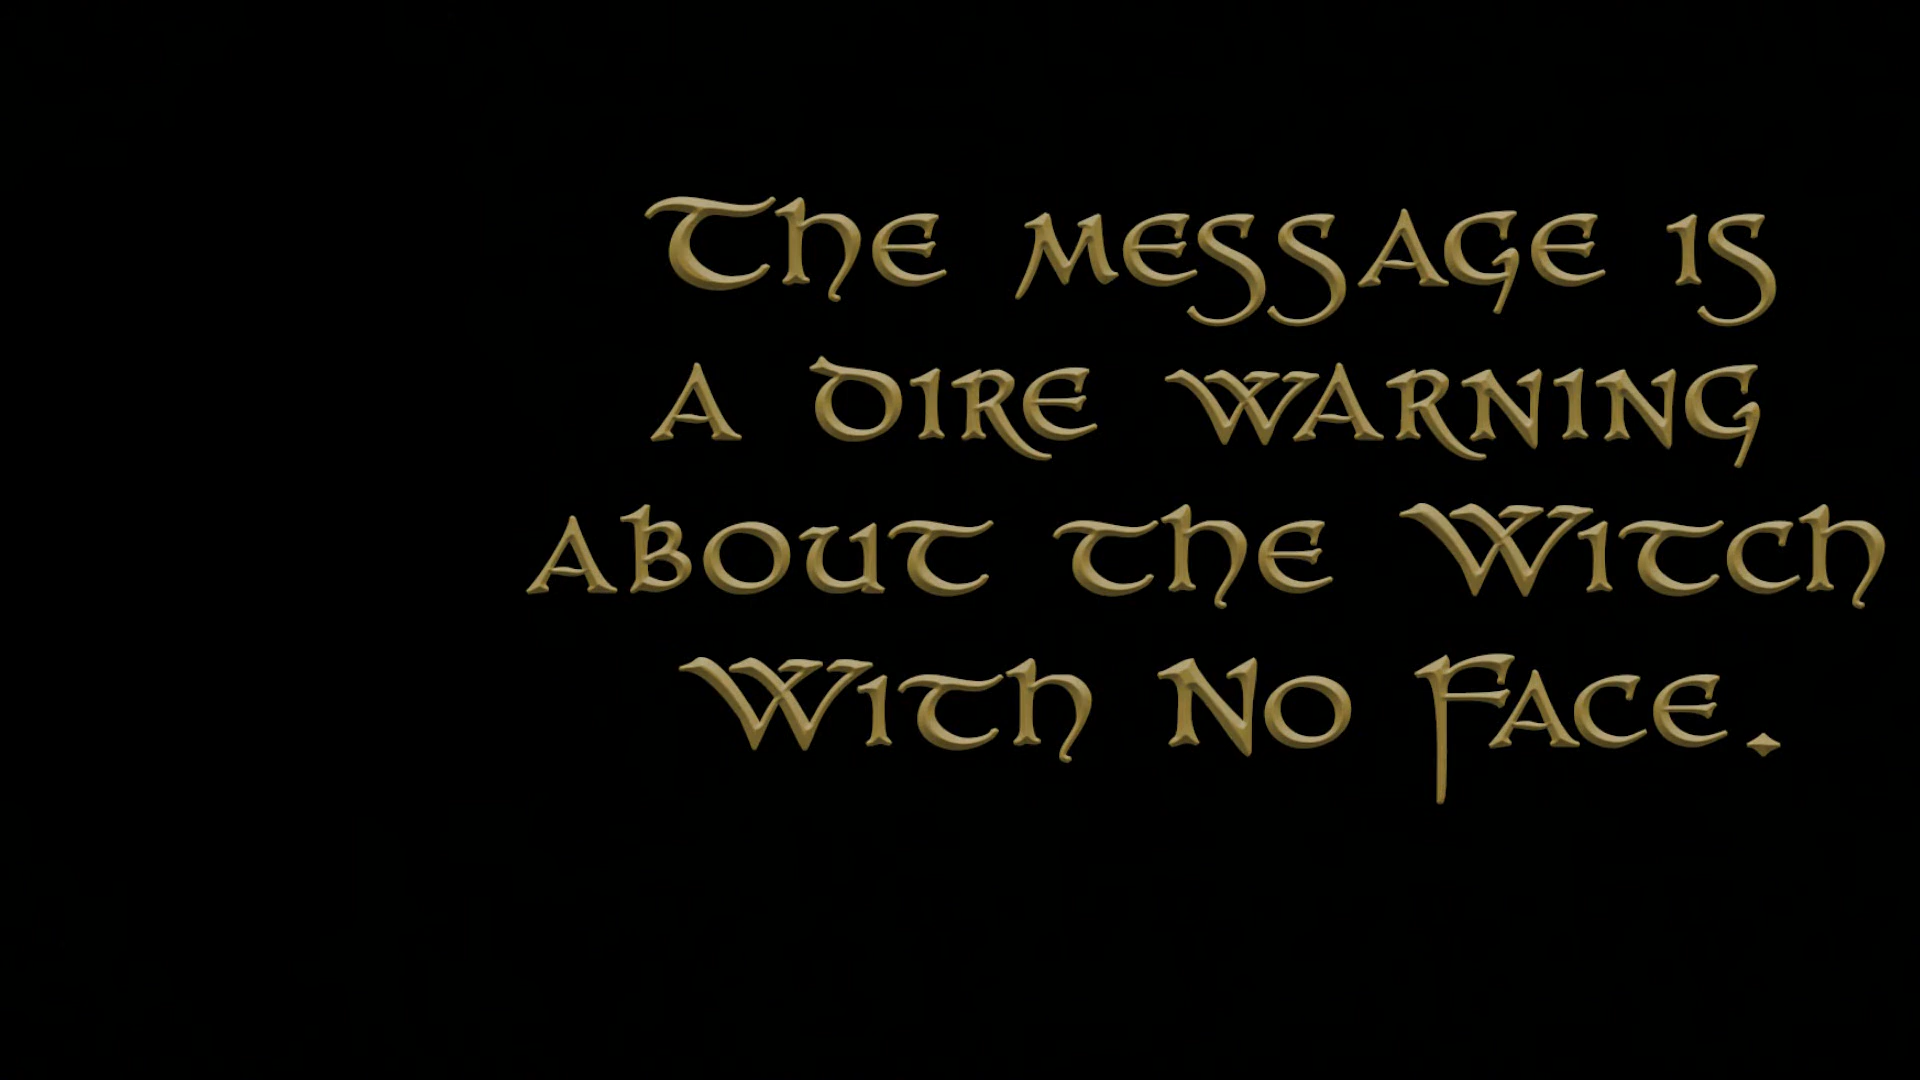 The message is
a dire warning
about the Witch
With No Face.